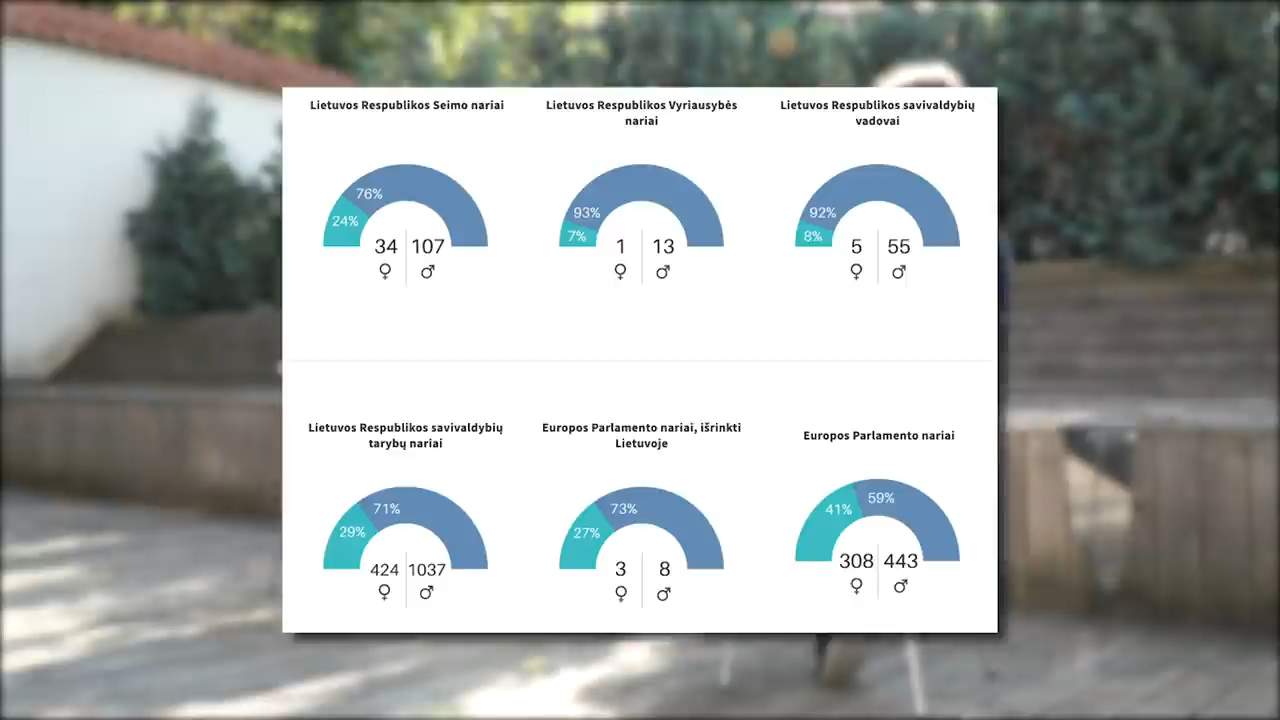 Lietuvos Respublikos Seimo nariai
76%
24%
34 107
♀ ♂
Lietuvos Respublikos Vyriausybės
nariai
93%
7%
1 13
♀ ♂
Lietuvos Respublikos savivaldybių
vadovai
92%
8%
5 55
♀ ♂
Lietuvos Respublikos savivaldybių
tarybų nariai
71%
29%
424 1037
♀ ♂
Europos Parlamento nariai, išrinkti
Lietuvoje
73%
27%
3 8
♀ ♂
Europos Parlamento nariai
59%
41%
308 443
♀ ♂